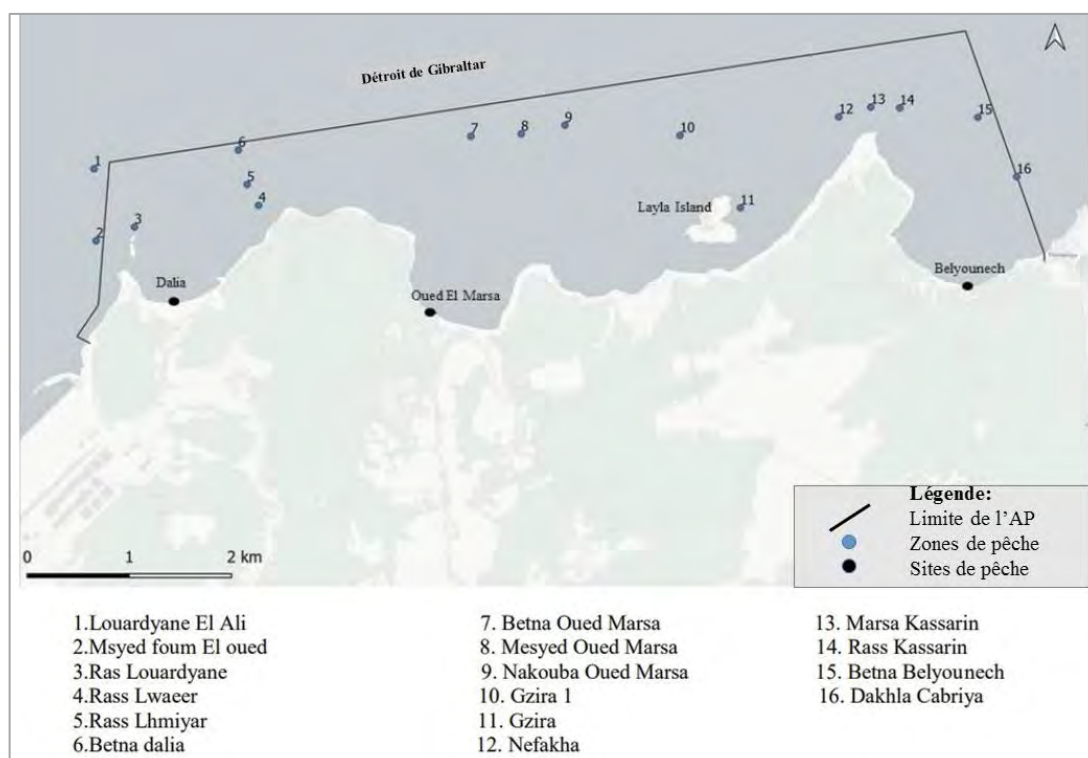 Détroit de Gibraltar
1
2
3
4
5
6
7
8
9
10
11
12
13
14
15
16
Layla Island
Dalia
Oued El Marsa
Belyounech
0 1 2 km
Légende:
Limite de l'AP
Zones de pêche
Sites de pêche
1.Louardyane El Ali
2.Msyed foum El oued
3.Ras Louardyane
4.Rass Lwaeer
5.Rass Lhmiyar
6.Betna dalia
7. Betna Oued Marsa
8. Mesyed Oued Marsa
9. Nakouba Oued Marsa
10. Gzira 1
11. Gzira
12. Nefakha
13. Marsa Kassarin
14. Rass Kassarin
15. Betna Belyounech
16. Dakhla Cabriya